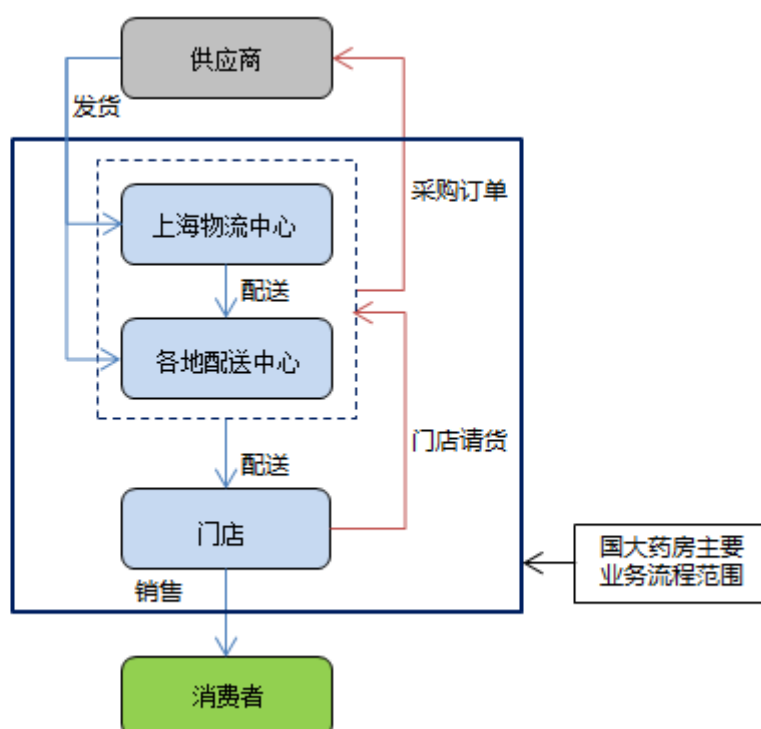 供应商
发货
采购订单
上海物流中心
配送
各地配送中心
门店请货
配送
门店
国大药房主要
业务流程范围
销售
消费者